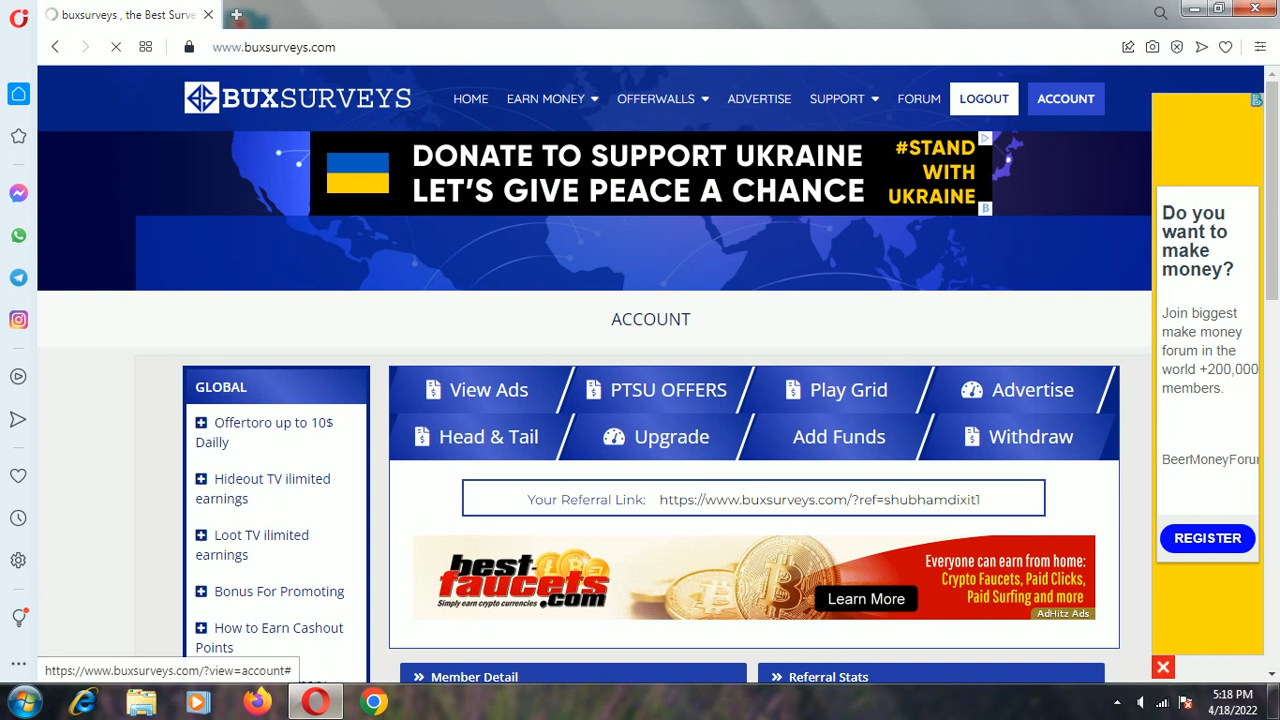 buxsurveys , the Best Surve
www.buxsurveys.com
BUXSURVEYS
HOME
EARN MONEY
OFFERWALLS
ADVERTISE
SUPPORT
FORUM
LOGOUT
ACCOUNT
DONATE TO SUPPORT UKRAINE
LET'S GIVE PEACE A CHANCE
#STAND
WITH
UKRAINE
Do you
want to
make
money?
Join biggest
make money
forum in the
world +200,000
members.
BeerMoneyForu
REGISTER
ACCOUNT
GLOBAL
Offertoro up to 10$
Dailly
Hideout TV ilimited
earnings
Loot TV ilimited
earnings
Bonus For Promoting
How to Earn Cashout
Points
View Ads
PTSU OFFERS
Play Grid
Advertise
Head & Tail
Upgrade
Add Funds
Withdraw
Your Referral Link: https://www.buxsurveys.com/?ref=shubhamdixit1
best-
faucets
.com
Simply earn crypto currencies
Everyone can earn from home:
Crypto Faucets, Paid Clicks,
Paid Surfing and more
Learn More
AdHitz Ads
Member Detail
Referral Stats
https://www.buxsurveys.com/?view=account#
5:18 PM
4/18/2022